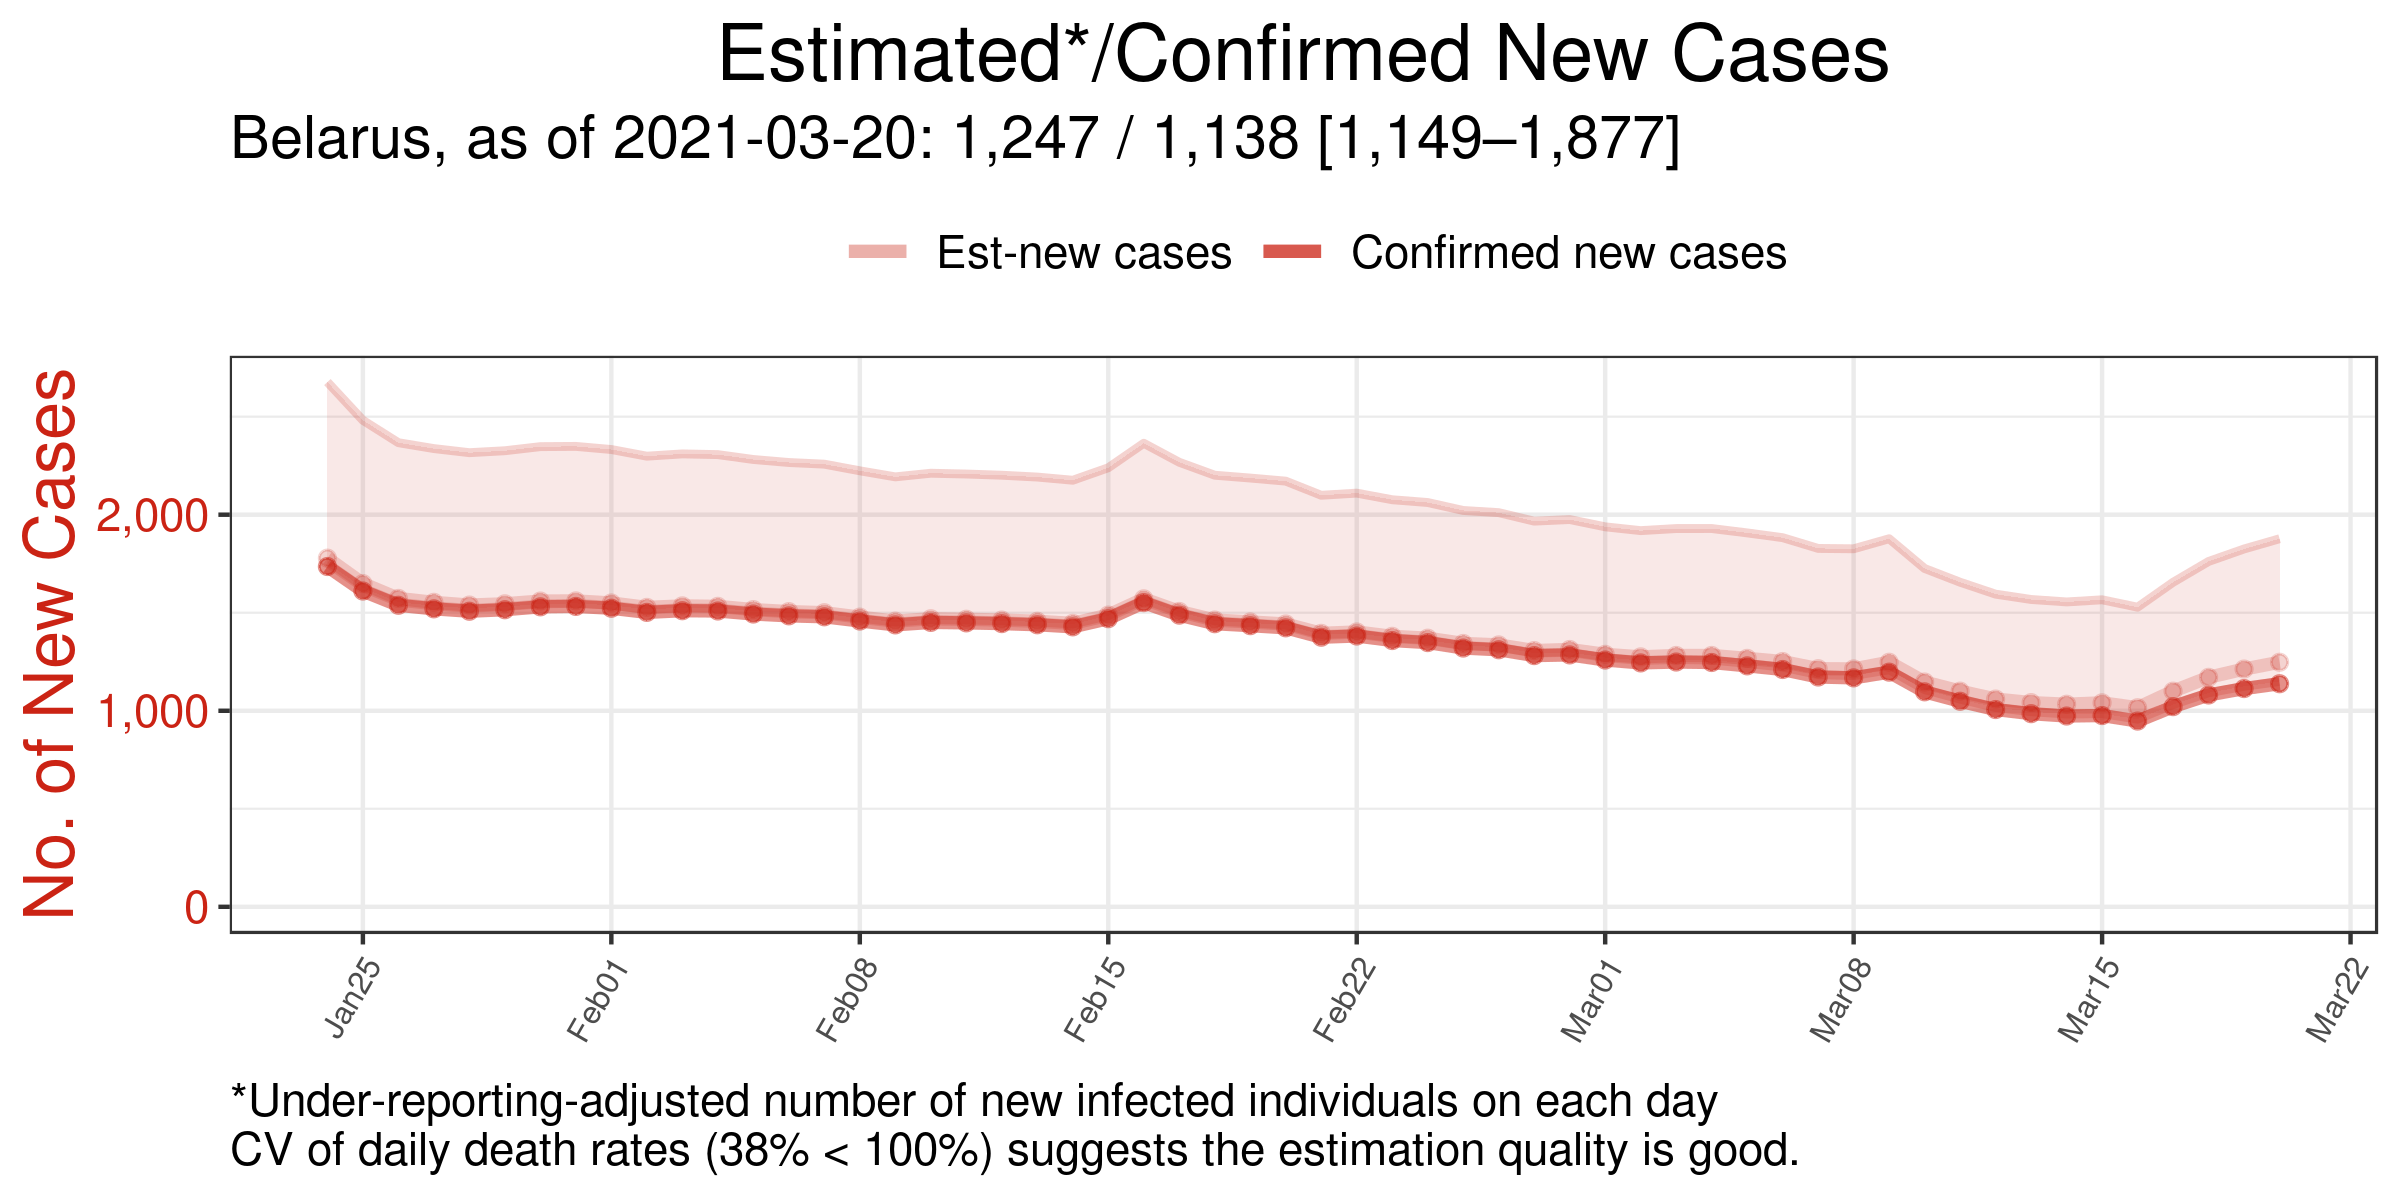 Estimated*/Confirmed New Cases
Belarus, as of 2021-03-20: 1,247 / 1,138 [1,149–1,877]
Est-new cases
Confirmed new cases
No. of New Cases
2,000
1,000
0
Jan25
Feb01
Feb08
Feb15
Feb22
Mar01
Mar08
Mar15
Mar22
*Under-reporting-adjusted number of new infected individuals on each day
CV of daily death rates (38% < 100%) suggests the estimation quality is good.